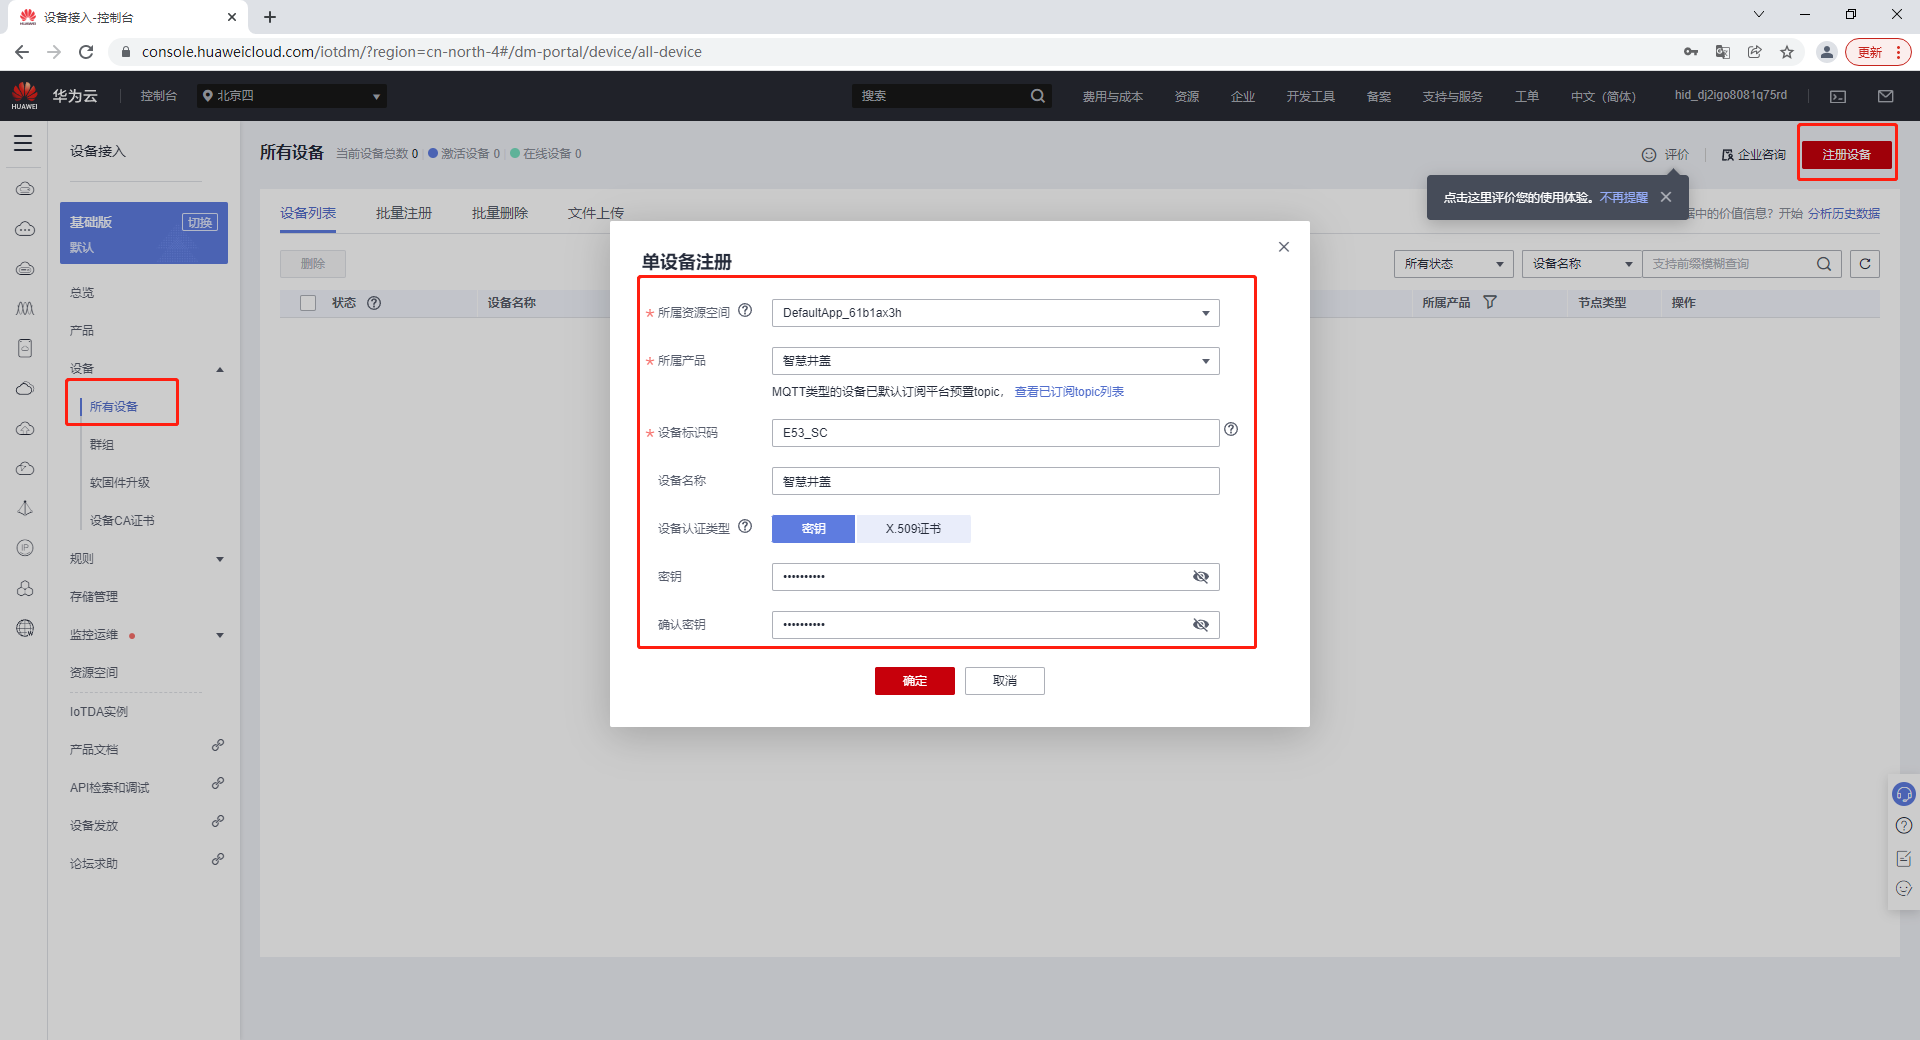 设备接入-控制台
console.huaweicloud.com/iotdm/?region=cn-north-4#/dm-portal/device/all-device
更新
HUAWEI
华为云
控制台
北京四
搜索
费用与成本
资源
企业
开发工具
备案
支持与服务
工单
中文 (简体)
hid_dj2igo8081q75rd
设备接入
所有设备
当前设备总数 0
激活设备 0
在线设备 0
评价
企业咨询
注册设备
点击这里评价您的使用体验。 不再提醒
据中的价值信息? 开始 分析历史数据
基础版
切换
默认
设备列表
批量注册
批量删除
文件上传
删除
所有状态
设备名称
支持前缀模糊查询
状态
设备名称
所属产品
节点类型
操作
总览
产品
设备
所有设备
群组
软固件升级
设备CA证书
规则
存储管理
监控运维
资源空间
IoTDA实例
产品文档
API检索和调试
设备发放
论坛求助
IP
单设备注册
* 所属资源空间
DefaultApp_61b1ax3h
* 所属产品
智慧井盖
MQTT类型的设备已默认订阅平台预置topic, 查看已订阅topic列表
* 设备标识码
E53_SC
设备名称
智慧井盖
设备认证类型
密钥
X.509证书
密钥
••••••••••
确认密钥
••••••••••
确定
取消